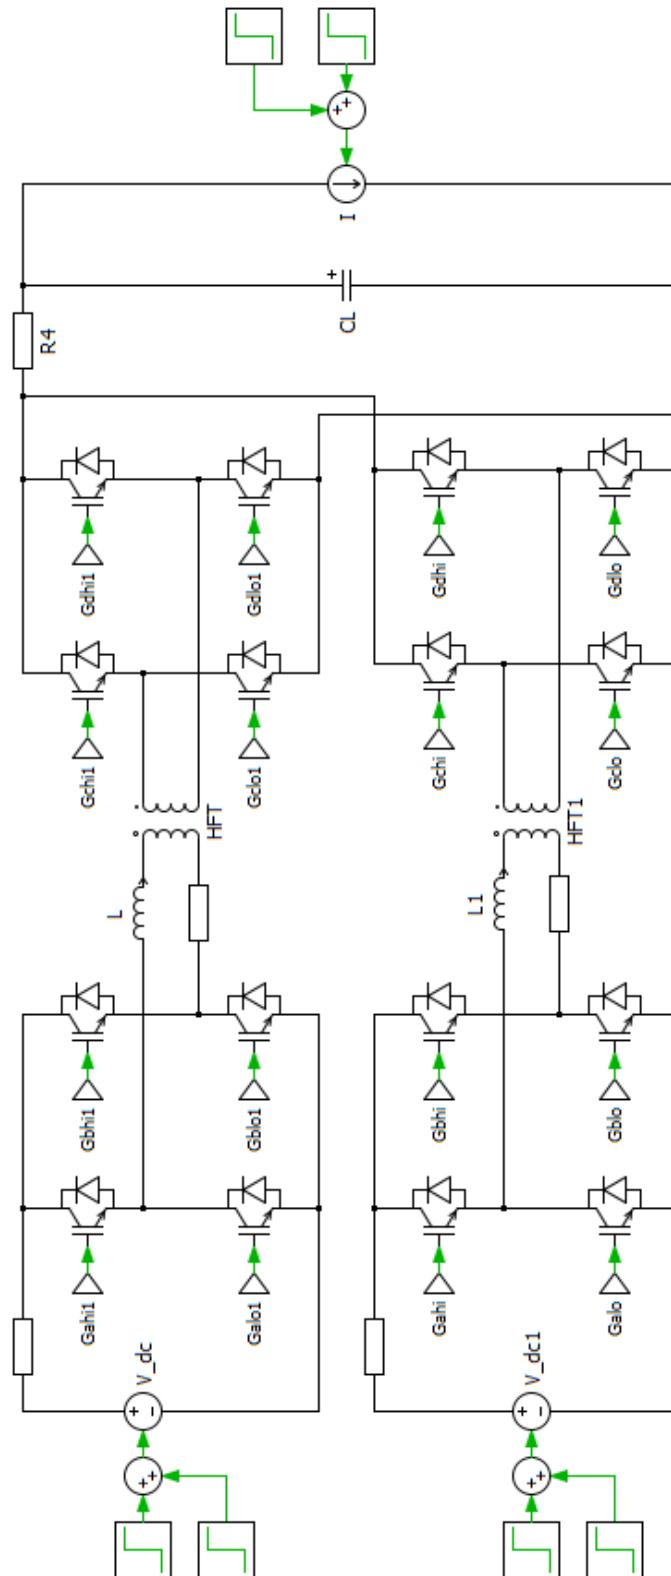 I
CL
R4
Gdhi1
Gdlo1
Gdhi
Gdlo
Gchi1
Gclo1
Gchi
Gclo
HFT
HFT1
L
L1
Gbhi1
Gblo1
Gbhi
Gblo
Gahi1
Galo1
Gahi
Galo
V_dc
V_dc1